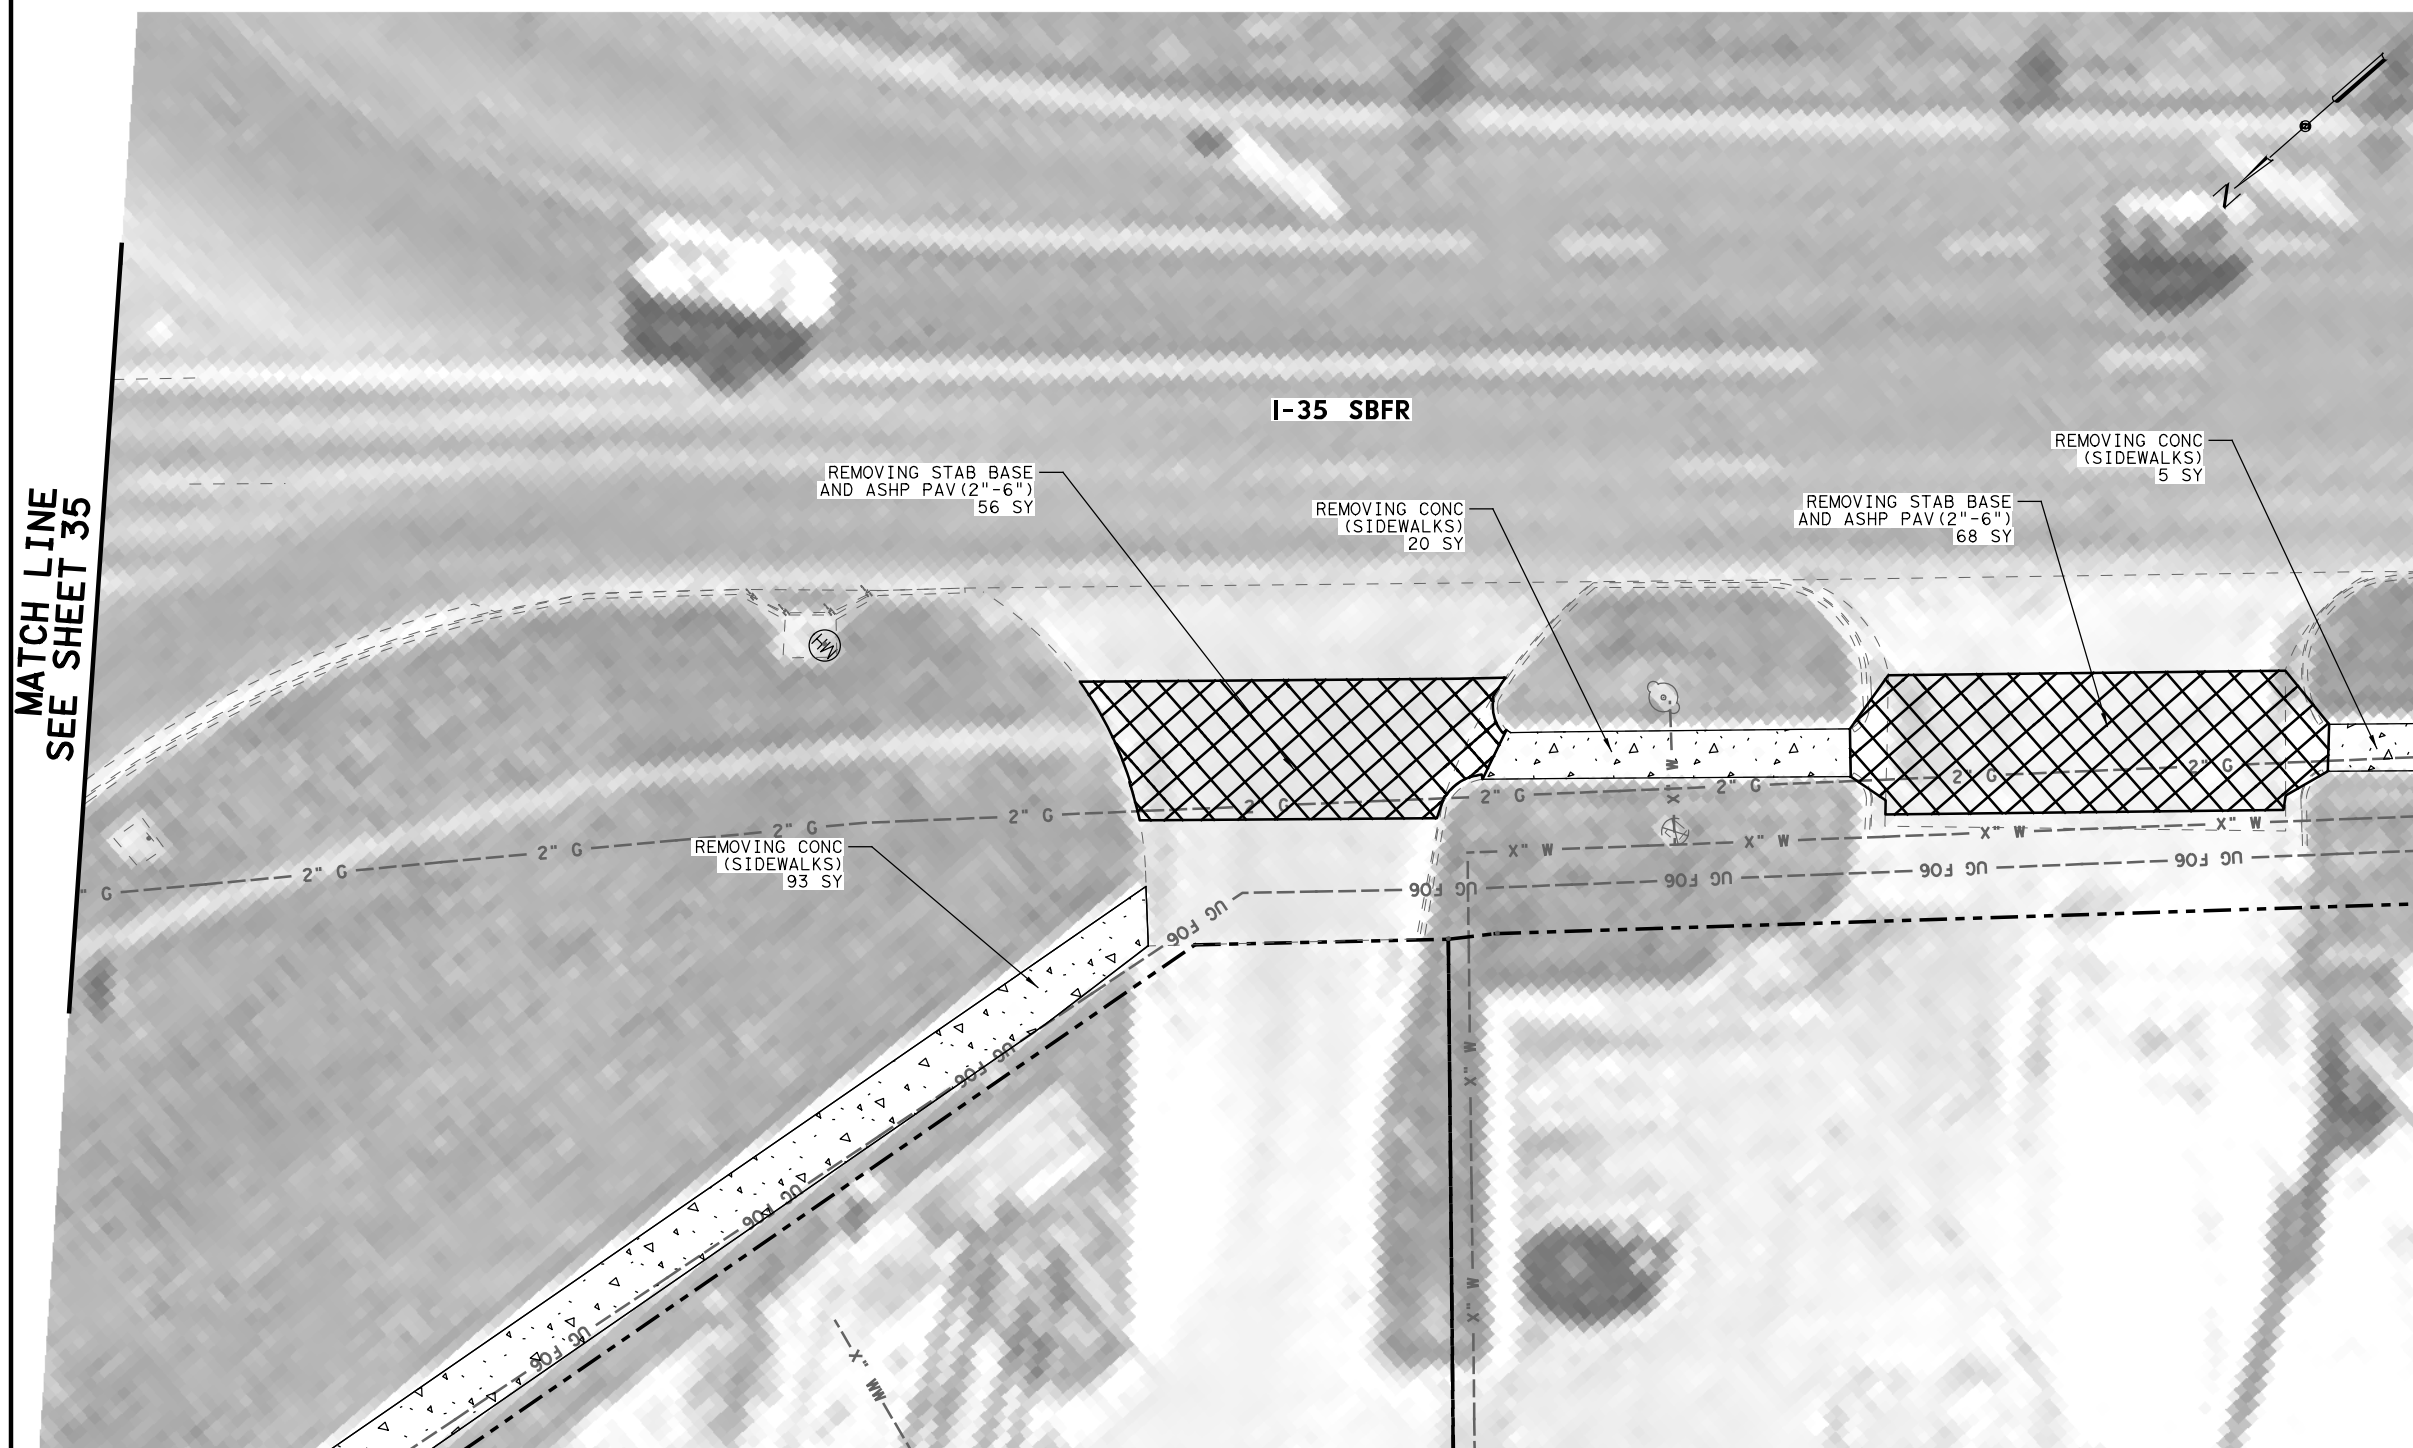 N
I-35 SBFR
MATCH LINE
SEE SHEET 35
REMOVING STAB BASE
AND ASHP PAV(2"-6")
56 SY
REMOVING CONC
(SIDEWALKS)
20 SY
REMOVING STAB BASE
AND ASHP PAV(2"-6")
68 SY
REMOVING CONC
(SIDEWALKS)
5 SY
REMOVING CONC
(SIDEWALKS)
93 SY
MH
" G
2" G
2" G
2" G
2" G
2" G
2" G
2" G
2" G
2" G
X" W
X" W
X" W
X" W
X" W
UG FO6
UG FO6
UG FO6
UG FO6
UG FO6
UG FO6
UG FO6
UG FO6
X" W
X" W
X" WW